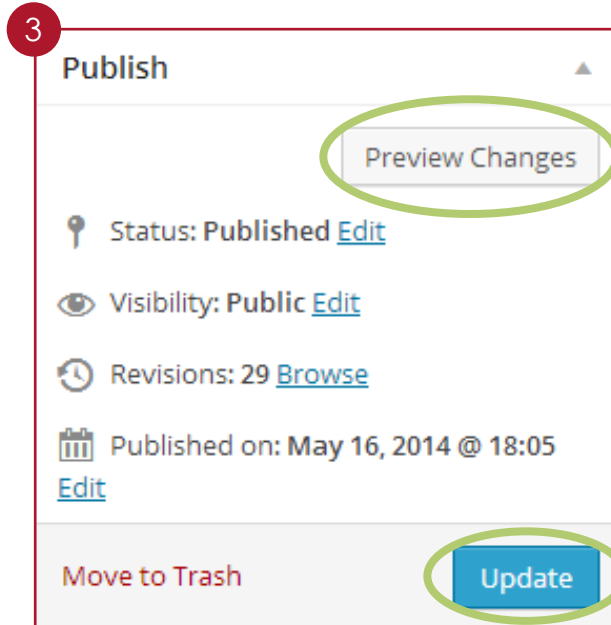 3
Publish
Preview Changes
Status: Published Edit
Visibility: Public Edit
Revisions: 29 Browse
Published on: May 16, 2014 @ 18:05
Edit
Move to Trash
Update